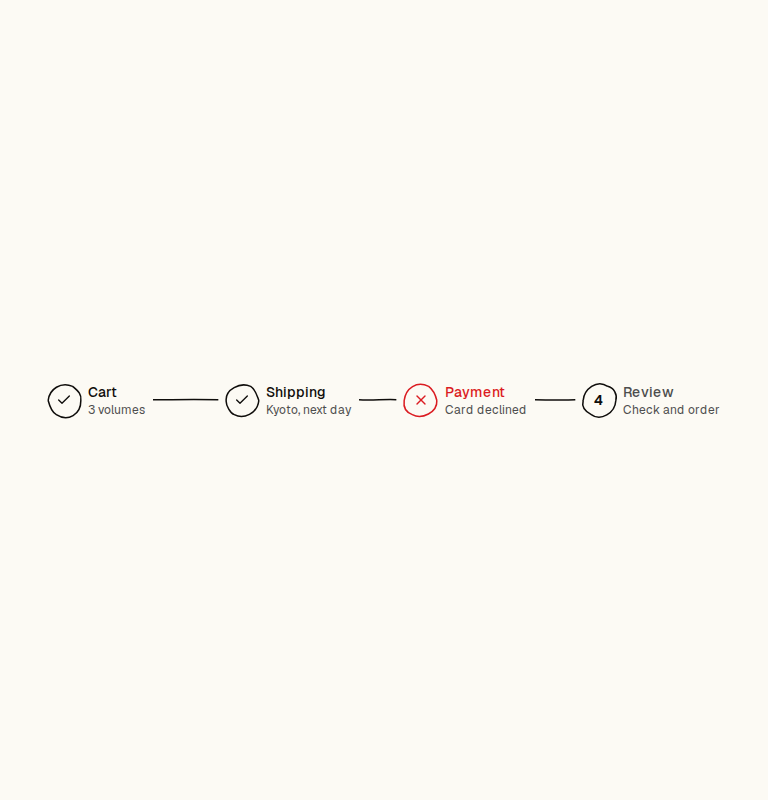 Cart
3 volumes
Shipping
Kyoto, next day
Payment
Card declined
4
Review
Check and order